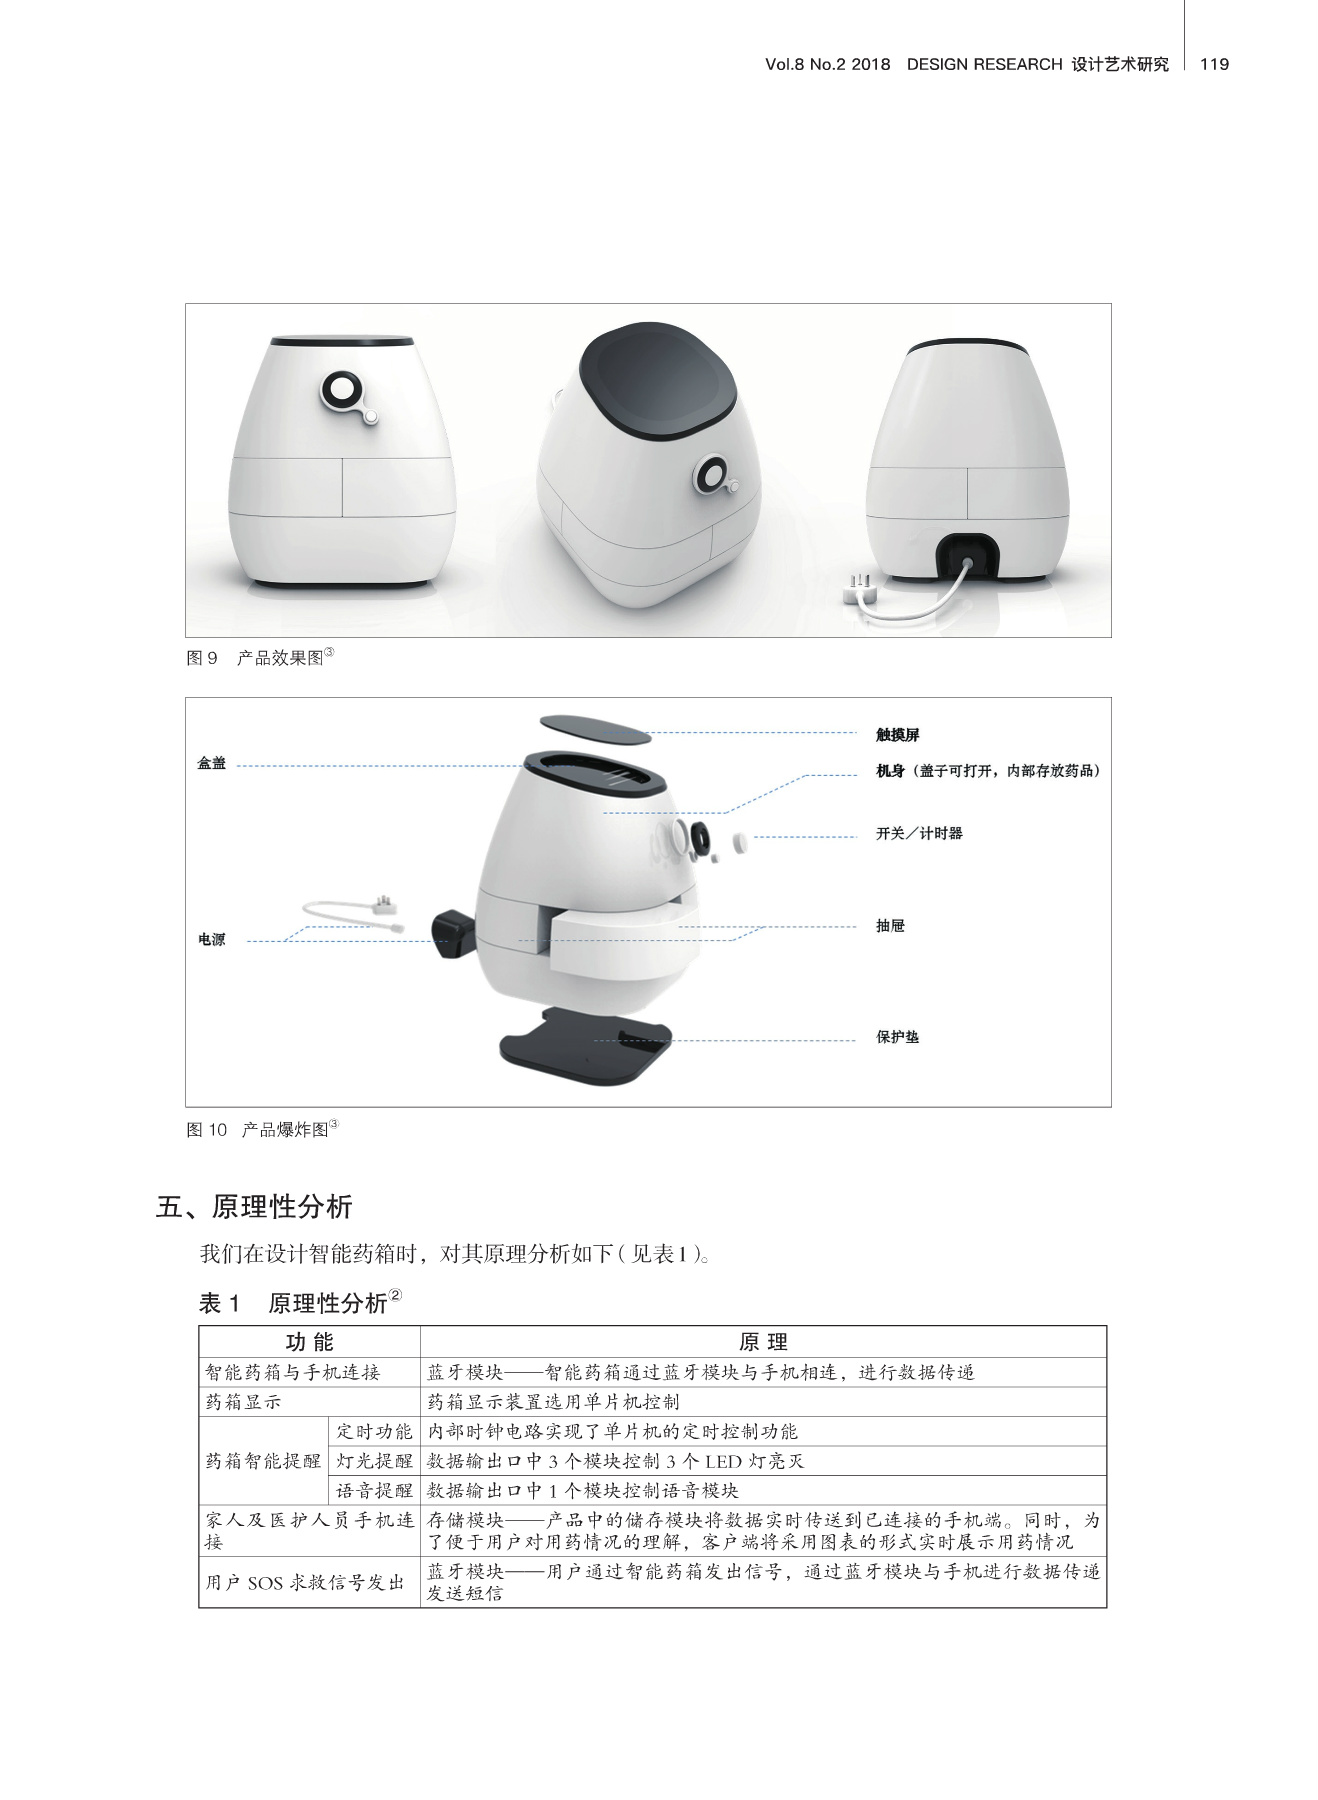 Vol.8 No.2 2018 DESIGN RESEARCH 设计艺术研究 119
图 9 产品效果图③
触摸屏
盒盖
机身（盖子可打开，内部存放药品）
开关／计时器
抽屉
电源
保护垫
图 10 产品爆炸图③
五、原理性分析
我们在设计智能药箱时，对其原理分析如下（见表1）。
表 1 原理性分析②
功能 原理
智能药箱与手机连接 蓝牙模块——智能药箱通过蓝牙模块与手机相连，进行数据传递
药箱显示 药箱显示装置选用单片机控制
定时功能 内部时钟电路实现了单片机的定时控制功能
药箱智能提醒 灯光提醒 数据输出口中 3 个模块控制 3 个 LED 灯亮灭
语音提醒 数据输出口中 1 个模块控制语音模块
家人及医护人员手机连 存储模块——产品中的储存模块将数据实时传送到已连接的手机端。同时，为
接 了便于用户对用药情况的理解，客户端将采用图表的形式实时展示用药情况
用户 SOS 求救信号发出 蓝牙模块——用户通过智能药箱发出信号，通过蓝牙模块与手机进行数据传递
发送短信